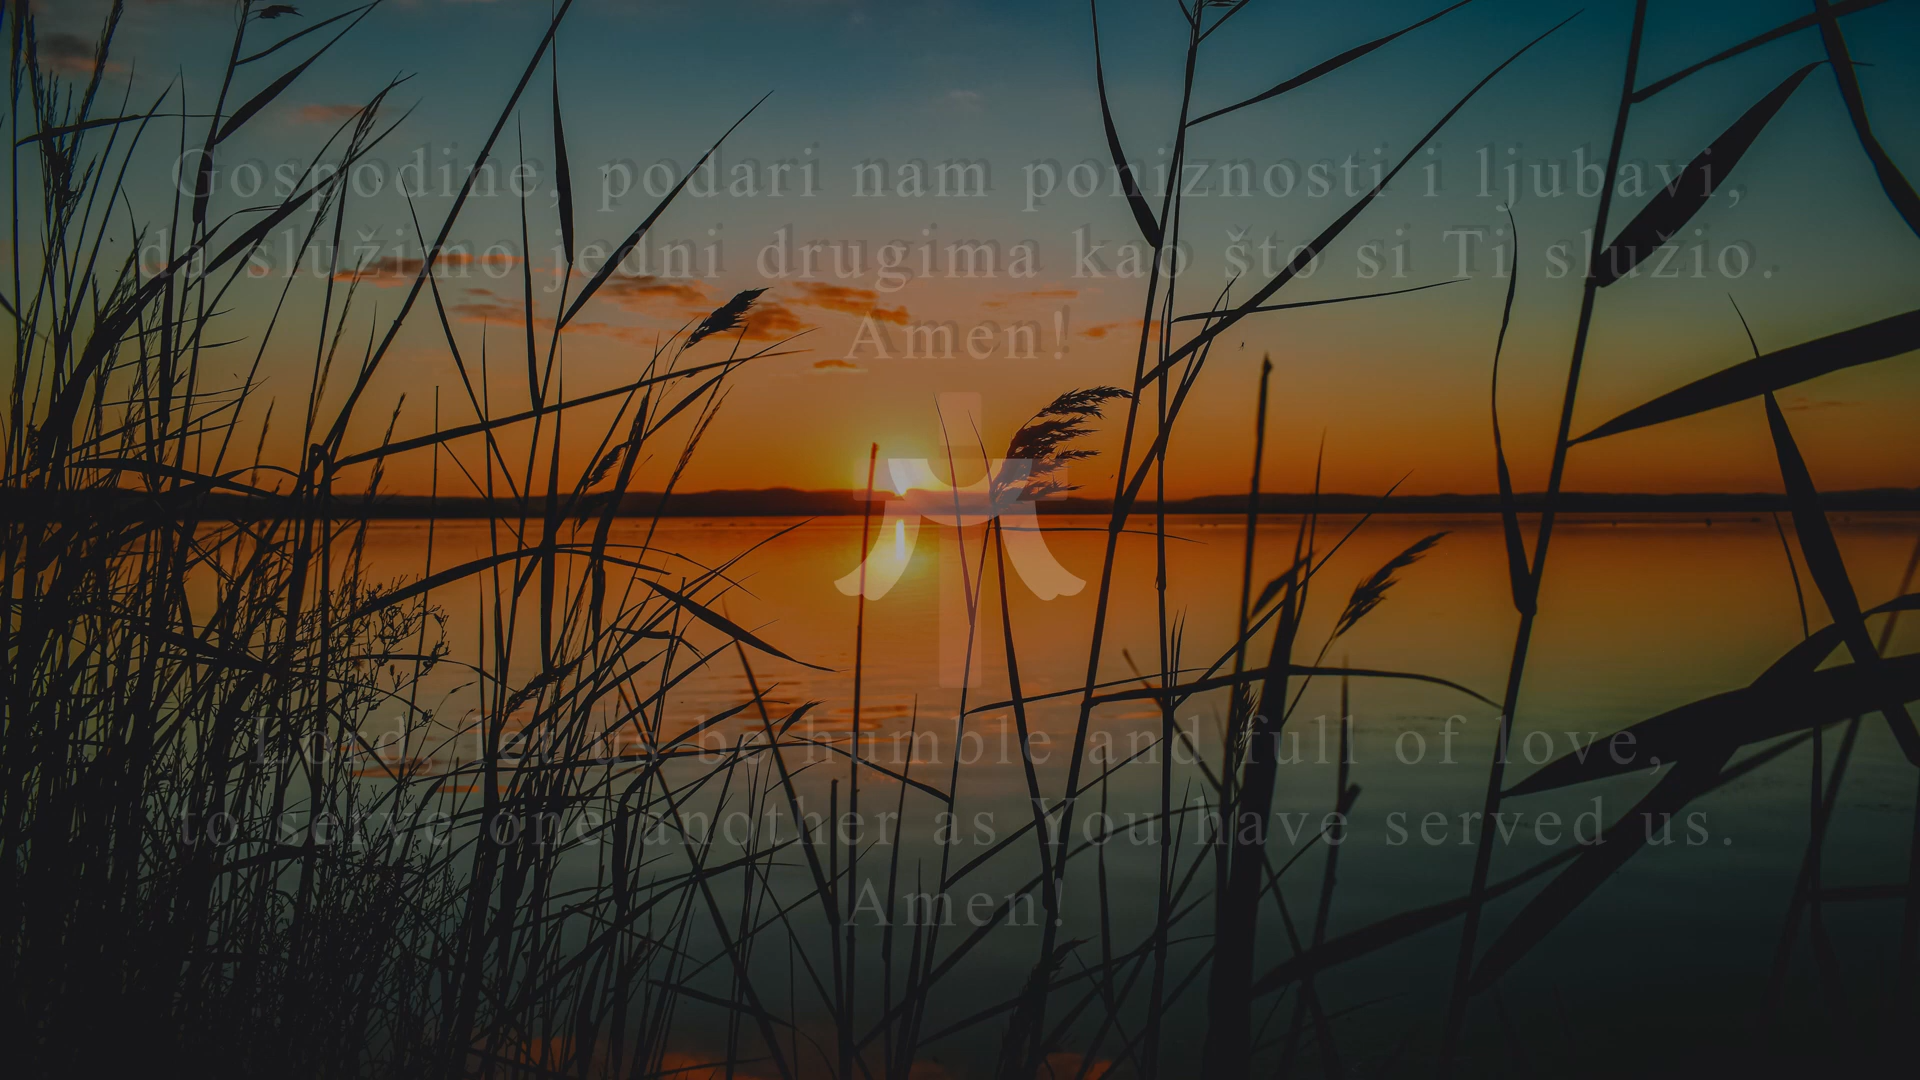 Gospodine, podari nam poniznosti i ljubavi,
da služimo jedni drugima kao što si Ti služio.
Amen!
Lord, let us be humble and full of love,
to serve one another as You have served us.
Amen!